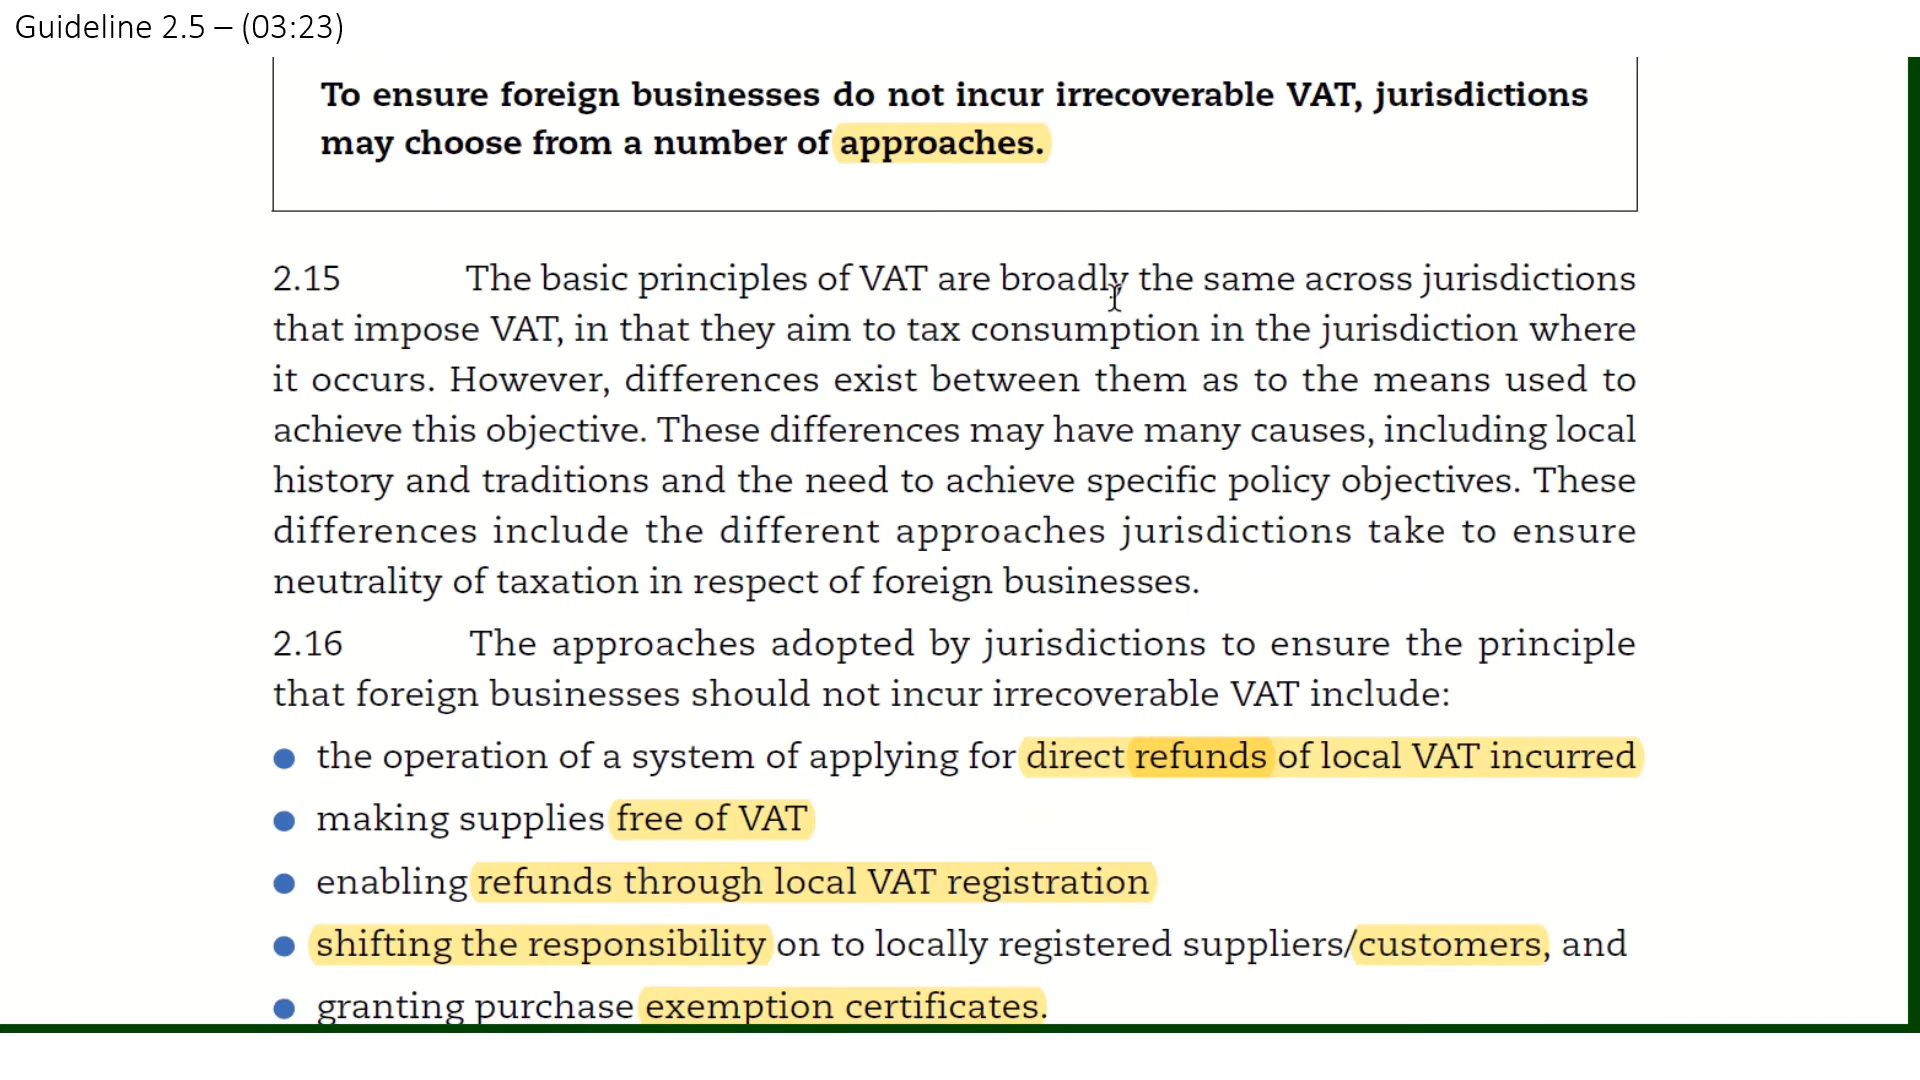 Guideline 2.5 – (03:23)
To ensure foreign businesses do not incur irrecoverable VAT, jurisdictions
may choose from a number of approaches.
2.15 The basic principles of VAT are broadly the same across jurisdictions
that impose VAT, in that they aim to tax consumption in the jurisdiction where
it occurs. However, differences exist between them as to the means used to
achieve this objective. These differences may have many causes, including local
history and traditions and the need to achieve specific policy objectives. These
differences include the different approaches jurisdictions take to ensure
neutrality of taxation in respect of foreign businesses.
2.16 The approaches adopted by jurisdictions to ensure the principle
that foreign businesses should not incur irrecoverable VAT include:
● the operation of a system of applying for direct refunds of local VAT incurred
● making supplies free of VAT
● enabling refunds through local VAT registration
● shifting the responsibility on to locally registered suppliers/customers, and
● granting purchase exemption certificates.